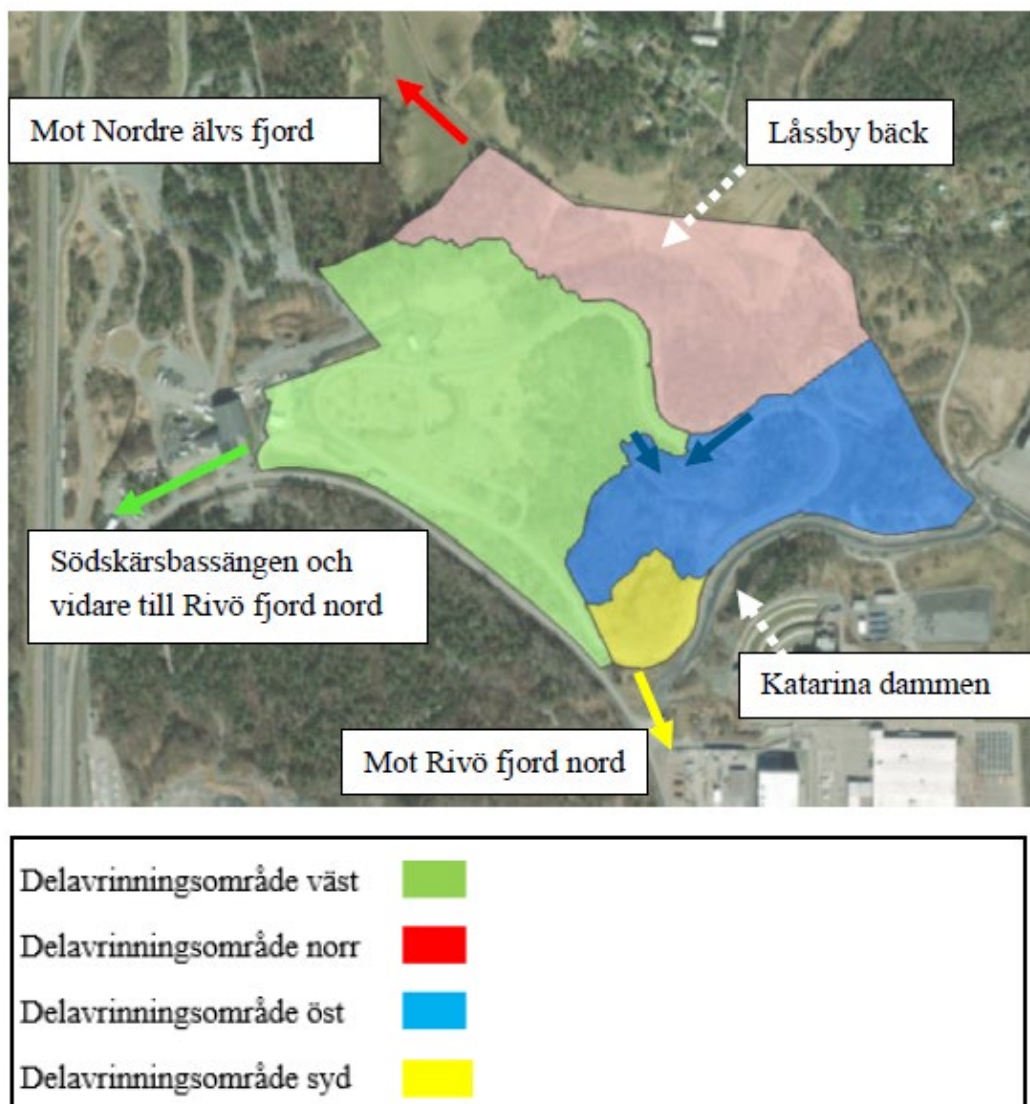 Mot Nordre älvs fjord
Låssby bäck
Södskärsbassängen och
vidare till Rivö fjord nord
Katarina dammen
Mot Rivö fjord nord
Delavrinningsområde väst
Delavrinningsområde norr
Delavrinningsområde öst
Delavrinningsområde syd